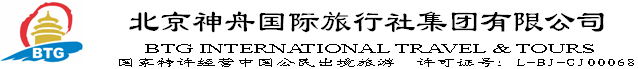 BTG
北京神舟国际旅行社集团有限公司
BTG INTERNATIONAL TRAVEL & TOURS
国家特许经营中国公民出境旅游 许可证号：L-BJ-CJ00068